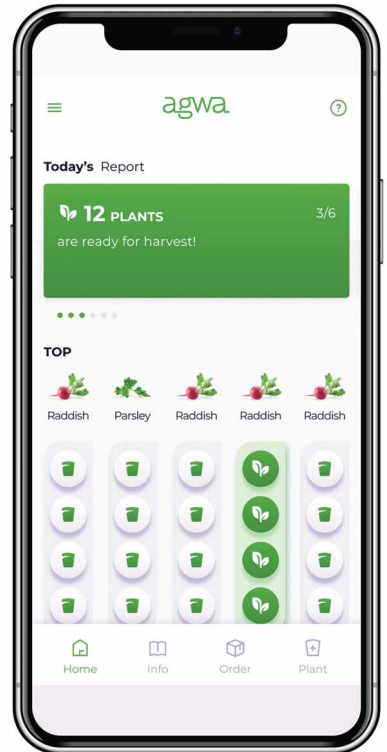 agwa
?
Today's Report
12 PLANTS 3/6
are ready for harvest!
TOP
Raddish Parsley Raddish Raddish Raddish
Home Info Order Plant